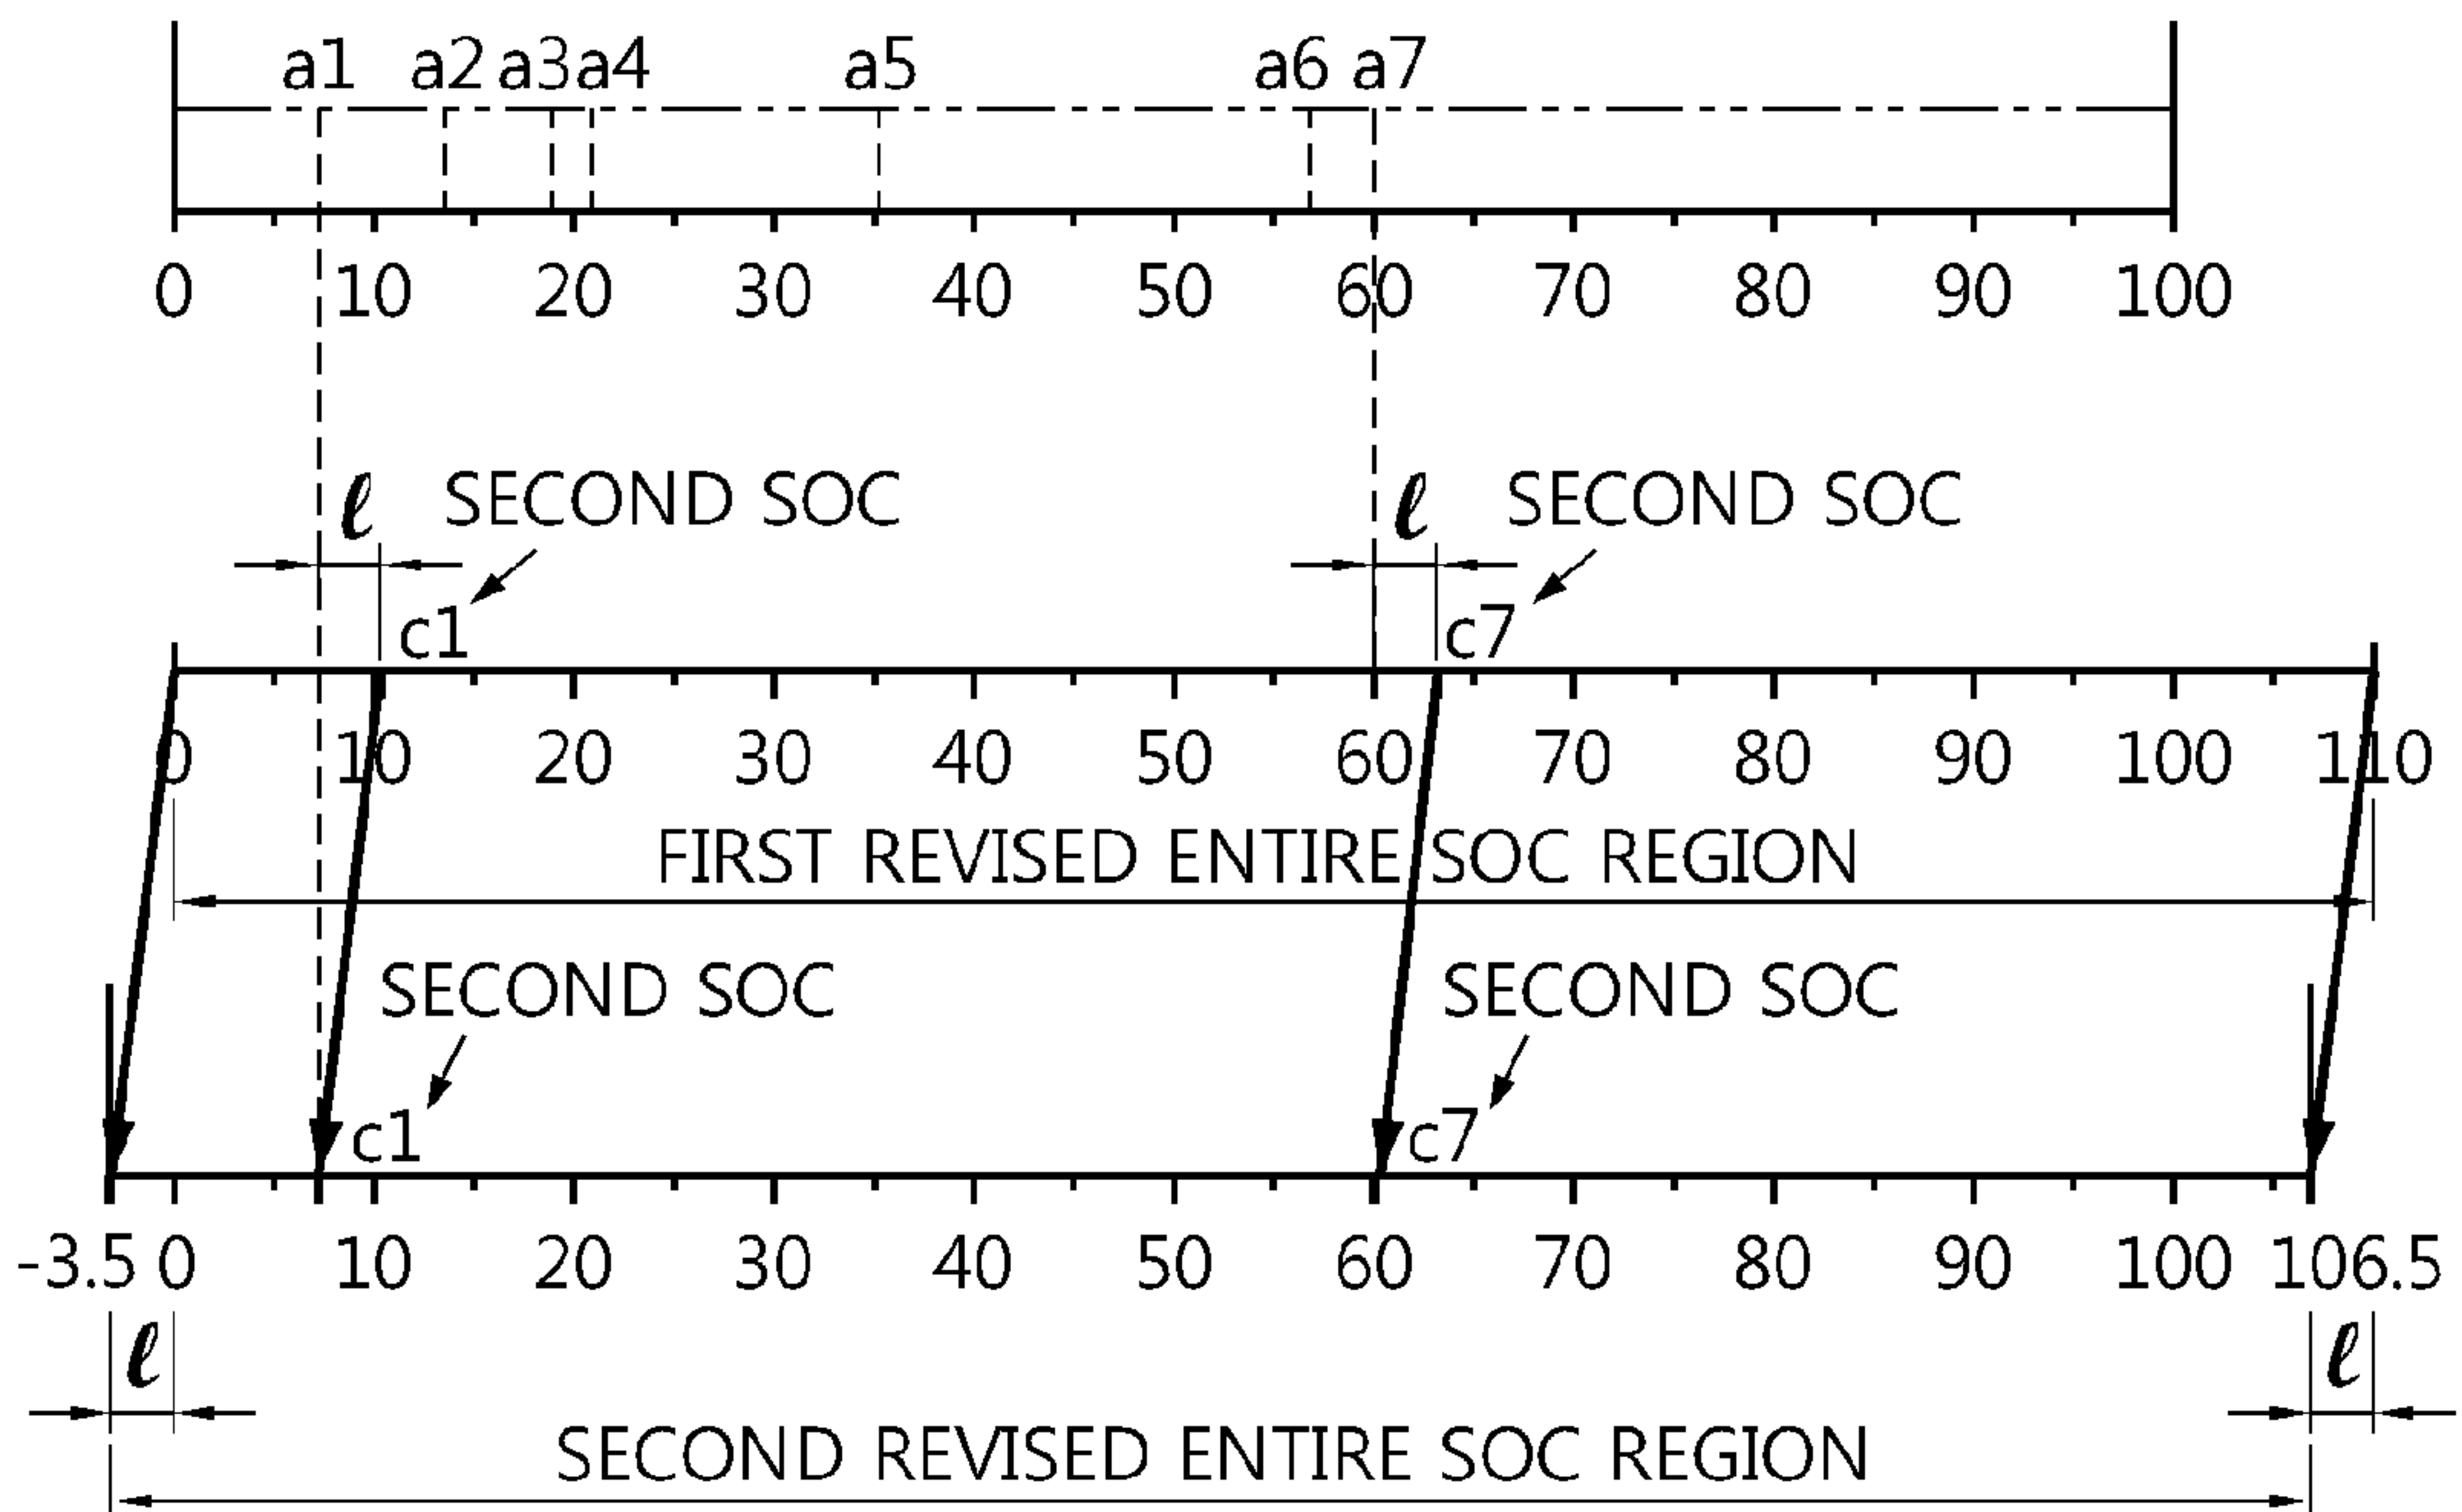 a1 a2 a3 a4 a5 a6 a7
0 10 20 30 40 50 60 70 80 90 100
ℓ SECOND SOC ℓ SECOND SOC
c1 c7
0 10 20 30 40 50 60 70 80 90 100 110
FIRST REVISED ENTIRE SOC REGION
SECOND SOC SECOND SOC
c1 c7
-3.5 0 10 20 30 40 50 60 70 80 90 100 106.5
ℓ ℓ
SECOND REVISED ENTIRE SOC REGION